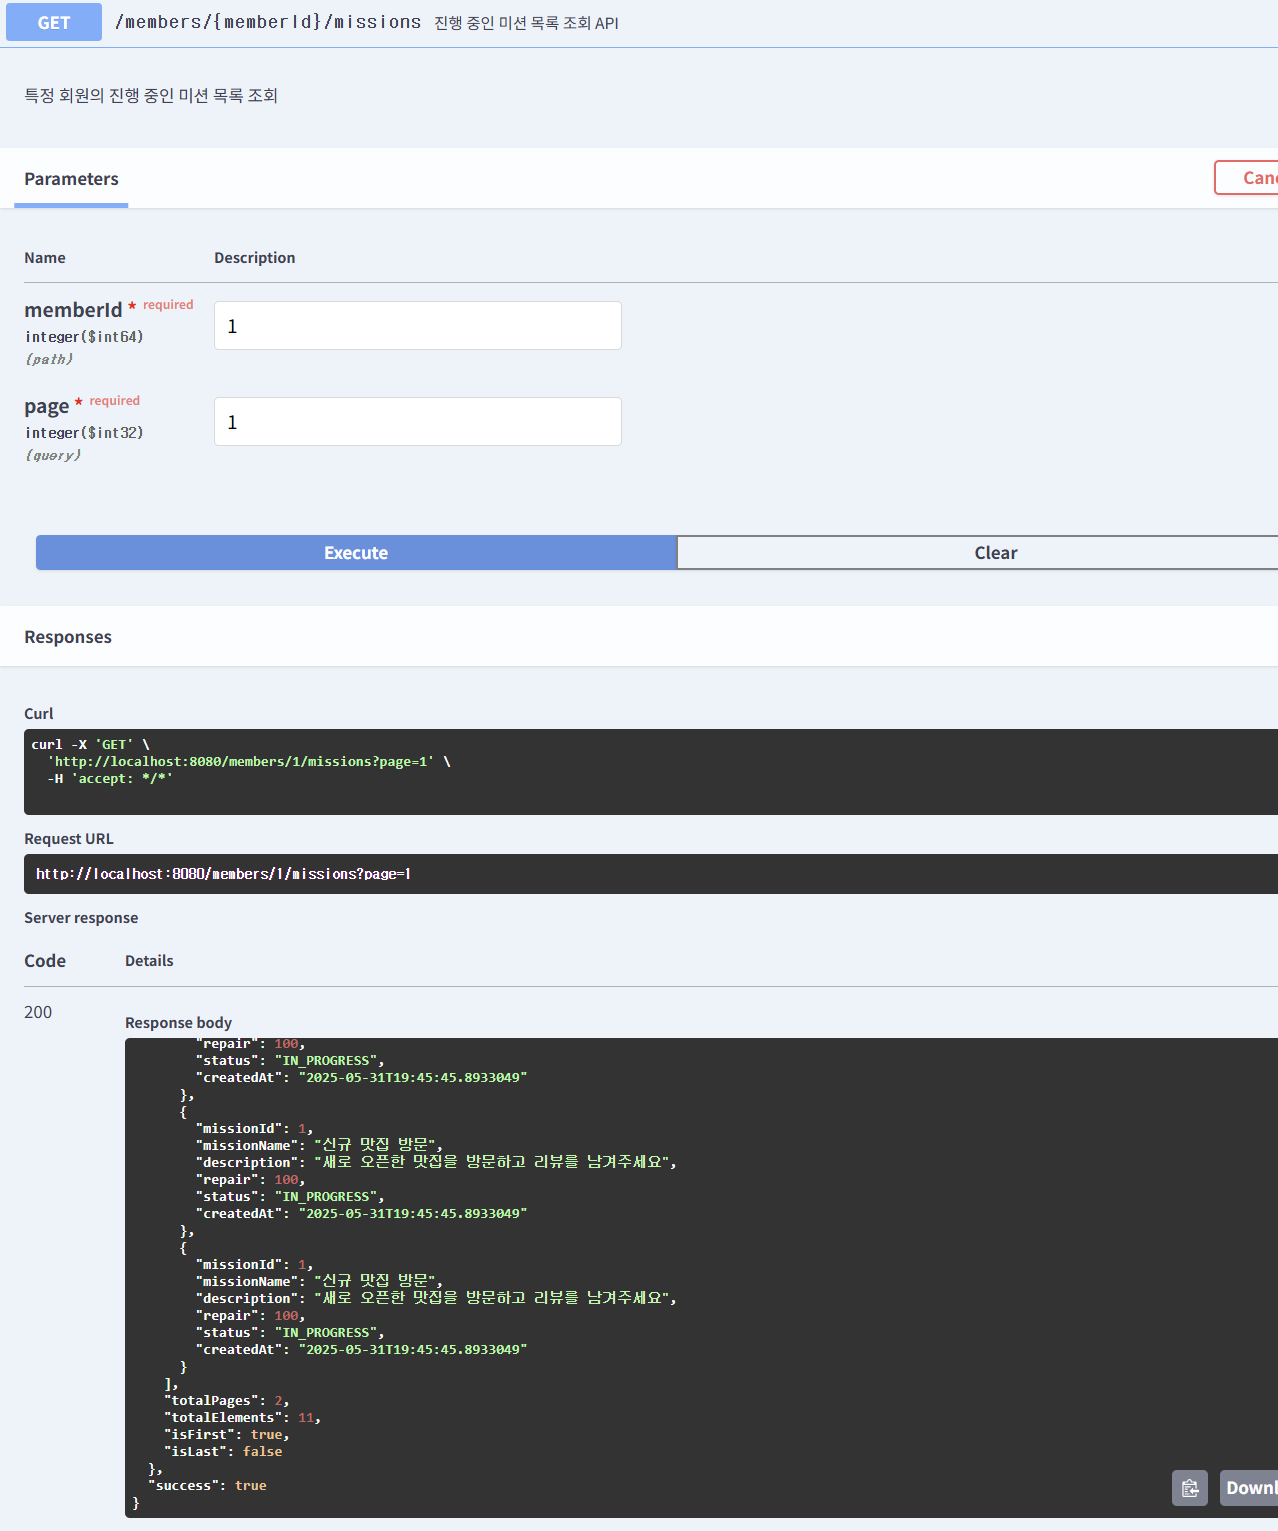 GET /members/{memberId}/missions 진행 중인 미션 목록 조회 API
특정 회원의 진행 중인 미션 목록 조회
Parameters
Name Description
memberId * required
integer($int64)
(path)
1
page * required
integer($int32)
(query)
1
Execute Clear
Responses
Curl
curl -X 'GET' \
'http://localhost:8080/members/1/missions?page=1' \
-H 'accept: */*'
Request URL
http://localhost:8080/members/1/missions?page=1
Server response
Code Details
200
Response body
"repair": 100,
"status": "IN_PROGRESS",
"createdAt": "2025-05-31T19:45:45.8933049"
},
{
"missionId": 1,
"missionName": "신규 맛집 방문",
"description": "새로 오픈한 맛집을 방문하고 리뷰를 남겨주세요",
"repair": 100,
"status": "IN_PROGRESS",
"createdAt": "2025-05-31T19:45:45.8933049"
},
{
"missionId": 1,
"missionName": "신규 맛집 방문",
"description": "새로 오픈한 맛집을 방문하고 리뷰를 남겨주세요",
"repair": 100,
"status": "IN_PROGRESS",
"createdAt": "2025-05-31T19:45:45.8933049"
}
],
"totalPages": 2,
"totalElements": 11,
"isFirst": true,
"isLast": false
},
"success": true
}